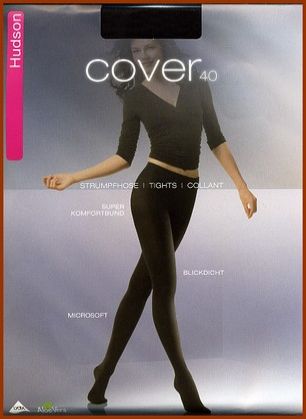 Hudson
cover 40
STRUMPFHOSE | TIGHTS | COLLANT
SUPER
KOMFORTBUND
BLICKDICHT
MICROSOFT
AloeVera